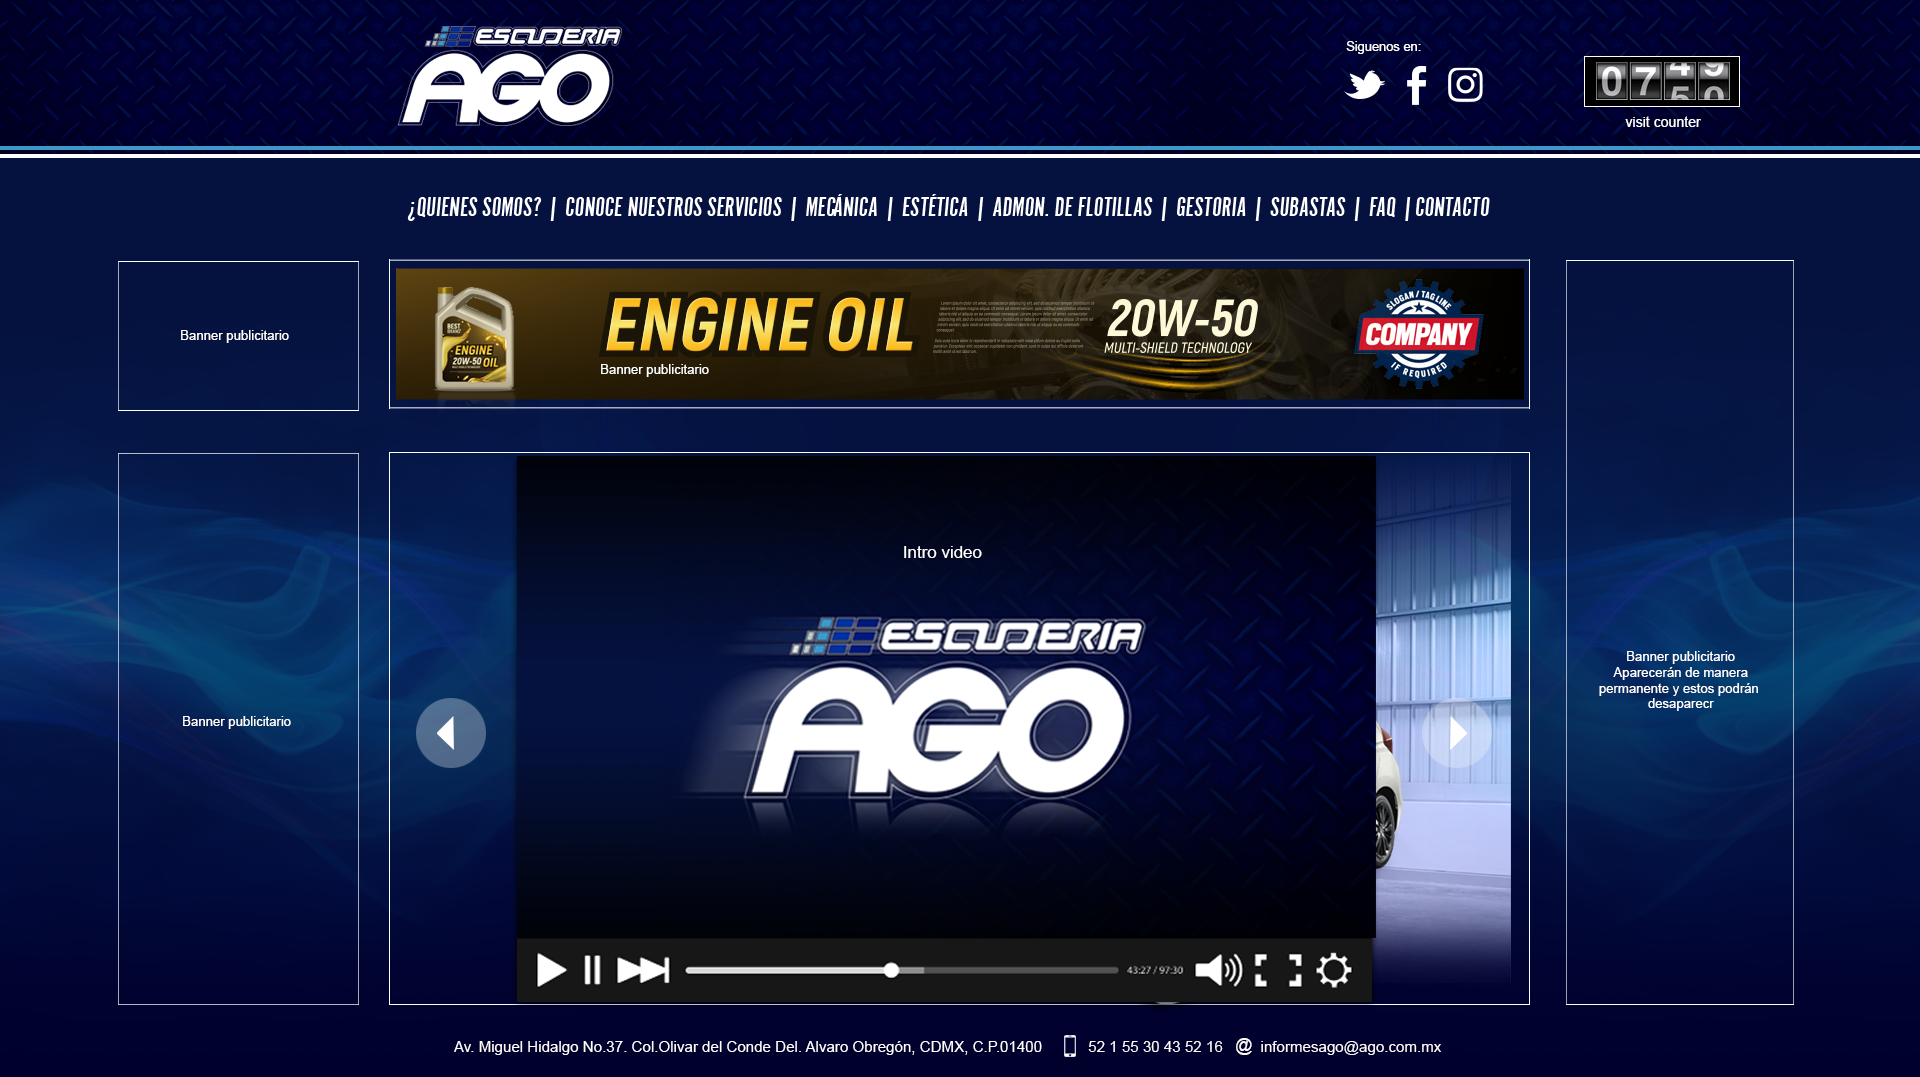 ESCUDERIA
AGO
Siguenos en:
07
visit counter
¿QUIENES SOMOS? | CONOCE NUESTROS SERVICIOS | MECÁNICA | ESTÉTICA | ADMON. DE FLOTILLAS | GESTORIA | SUBASTAS | FAQ | CONTACTO
Banner publicitario
BEST
BRAND
ENGINE
20W-50 OIL
ENGINE OIL
Banner publicitario
20W-50
MULTI-SHIELD TECHNOLOGY
SLOGAN / TAGLINE
COMPANY
IF REQUIRED
Banner publicitario
Intro video
ESCUDERIA
AGO
43:27 / 97:30
Banner publicitario
Aparecerán de manera
permanente y estos podrán
desaparecr
Av. Miguel Hidalgo No.37. Col.Olivar del Conde Del. Alvaro Obregón, CDMX, C.P.01400 52 1 55 30 43 52 16 @ informesago@ago.com.mx